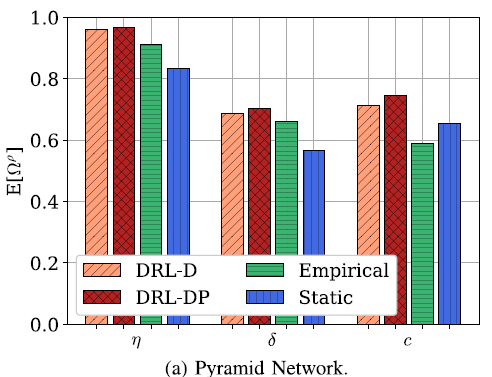 1.0
0.8
0.6
0.4
0.2
0.0
E[Ω^ρ]
DRL-D
DRL-DP
Empirical
Static
η δ c
(a) Pyramid Network.